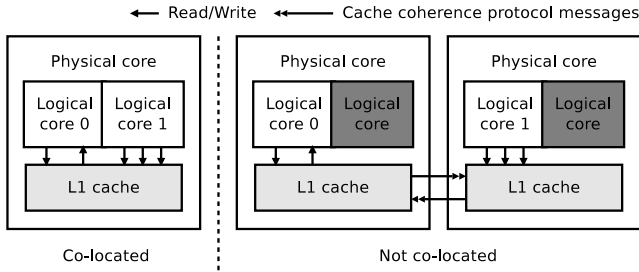 Read/Write
Cache coherence protocol messages
Physical core
Logical
core 0
Logical
core 1
L1 cache
Co-located
Physical core
Logical
core 0
Logical
core
L1 cache
Physical core
Logical
core 1
Logical
core
L1 cache
Not co-located